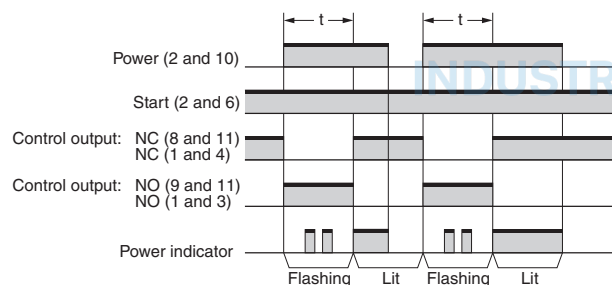 t t
Power (2 and 10)
INDUSTR
Start (2 and 6)
Control output: NC (8 and 11)
NC (1 and 4)
Control output: NO (9 and 11)
NO (1 and 3)
Power indicator
Flashing Lit Flashing Lit